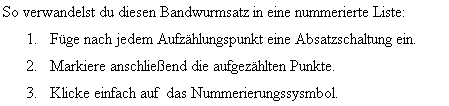 So verwandelst du diesen Bandwurmsatz in eine nummerierte Liste:
1. Füge nach jedem Aufzählungspunkt eine Absatzschaltung ein.
2. Markiere anschließend die aufgezählten Punkte.
3. Klicke einfach auf das Nummerierungssysmbol.